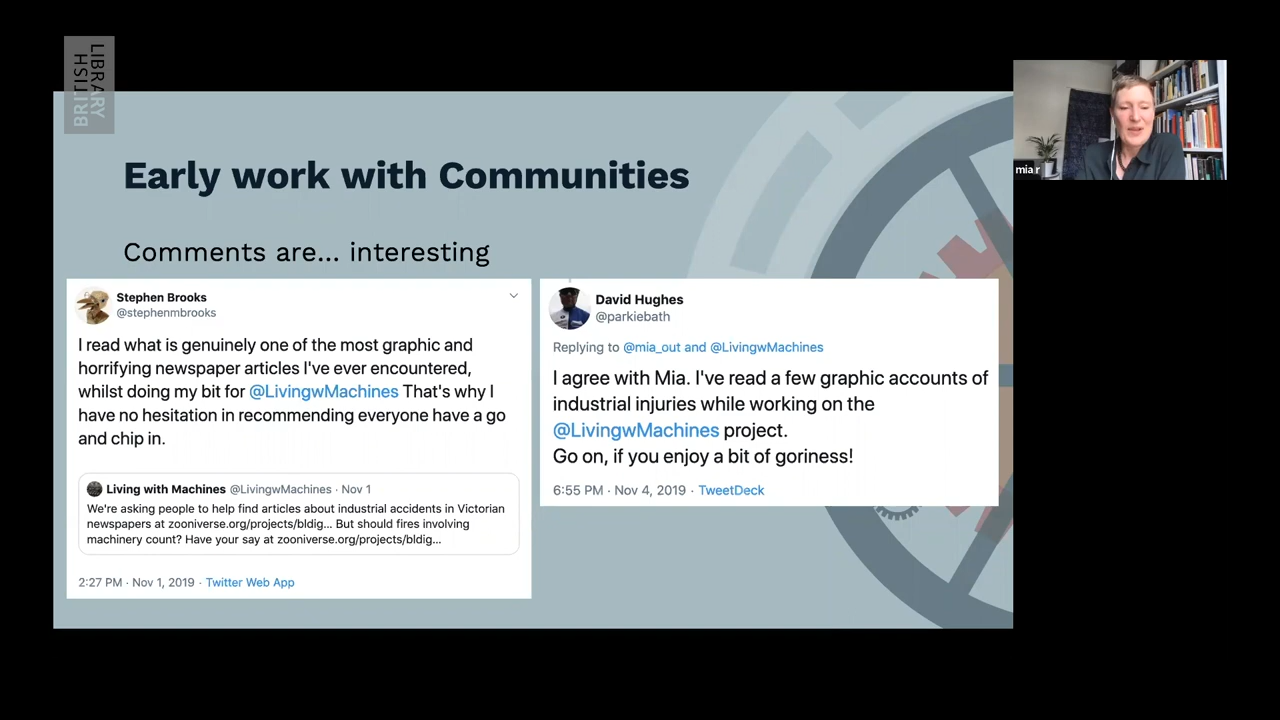 BRITISH
LIBRARY
Early work with Communities
Comments are... interesting
Stephen Brooks
@stephenmbrooks
I read what is genuinely one of the most graphic and
horrifying newspaper articles I've ever encountered,
whilst doing my bit for @LivingwMachines That's why I
have no hesitation in recommending everyone have a go
and chip in.
Living with Machines @LivingwMachines · Nov 1
We're asking people to help find articles about industrial accidents in Victorian
newspapers at zooniverse.org/projects/bldig... But should fires involving
machinery count? Have your say at zooniverse.org/projects/bldig...
2:27 PM · Nov 1, 2019 · Twitter Web App
David Hughes
@parkiebath
Replying to @mia_out and @LivingwMachines
I agree with Mia. I've read a few graphic accounts of
industrial injuries while working on the
@LivingwMachines project.
Go on, if you enjoy a bit of goriness!
6:55 PM · Nov 4, 2019 · TweetDeck
mia r